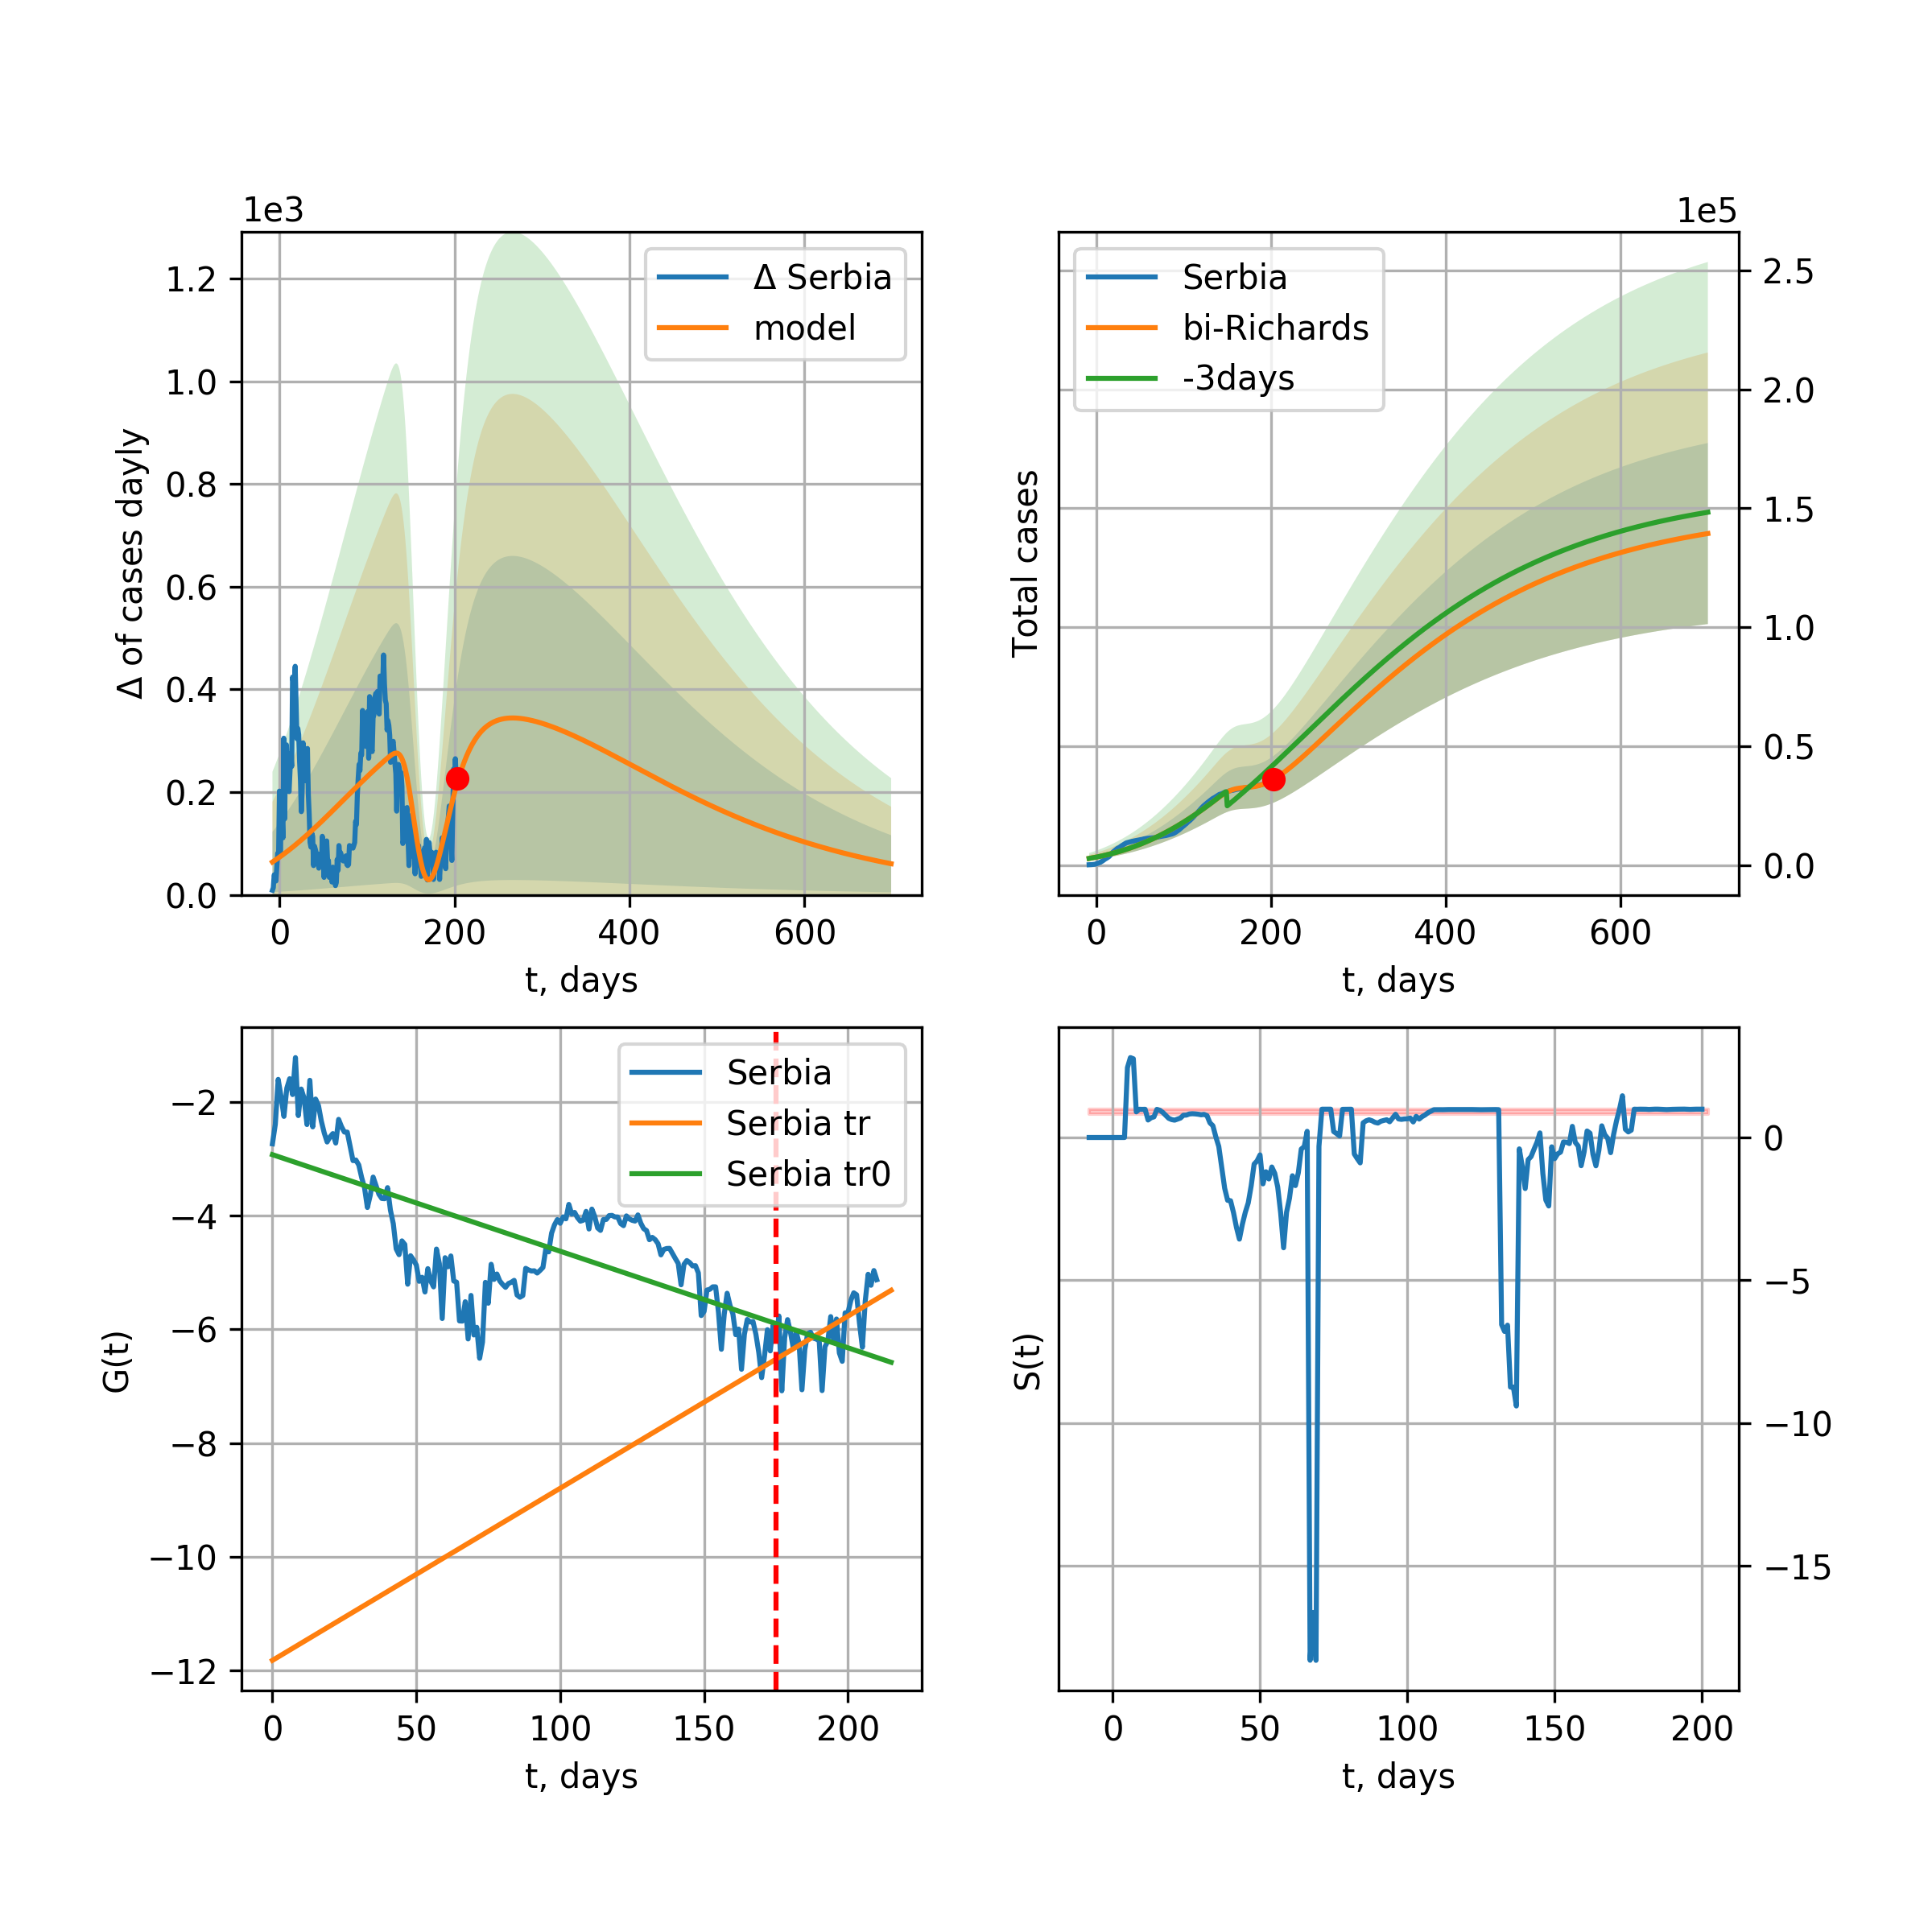 1e3
Δ of cases dayly
1.2
1.0
0.8
0.6
0.4
0.2
0.0
Δ Serbia
model
0 200 400 600
t, days
1e5
Total cases
Serbia
bi-Richards
-3days
2.5
2.0
1.5
1.0
0.5
0.0
0 200 400 600
t, days
G(t)
−2
−4
−6
−8
−10
−12
Serbia
Serbia tr
Serbia tr0
0 50 100 150 200
t, days
S(t)
0
−5
−10
−15
0 50 100 150 200
t, days